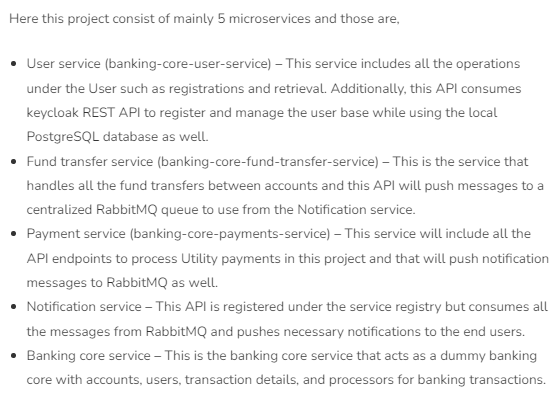 Here this project consist of mainly 5 microservices and those are,
• User service (banking-core-user-service) – This service includes all the operations
under the User such as registrations and retrieval. Additionally, this API consumes
keycloak REST API to register and manage the user base while using the local
PostgreSQL database as well.
• Fund transfer service (banking-core-fund-transfer-service) – This is the service that
handles all the fund transfers between accounts and this API will push messages to a
centralized RabbitMQ queue to use from the Notification service.
• Payment service (banking-core-payments-service) – This service will include all the
API endpoints to process Utility payments in this project and that will push notification
messages to RabbitMQ as well.
• Notification service – This API is registered under the service registry but consumes all
the messages from RabbitMQ and pushes necessary notifications to the end users.
• Banking core service – This is the banking core service that acts as a dummy banking
core with accounts, users, transaction details, and processors for banking transactions.